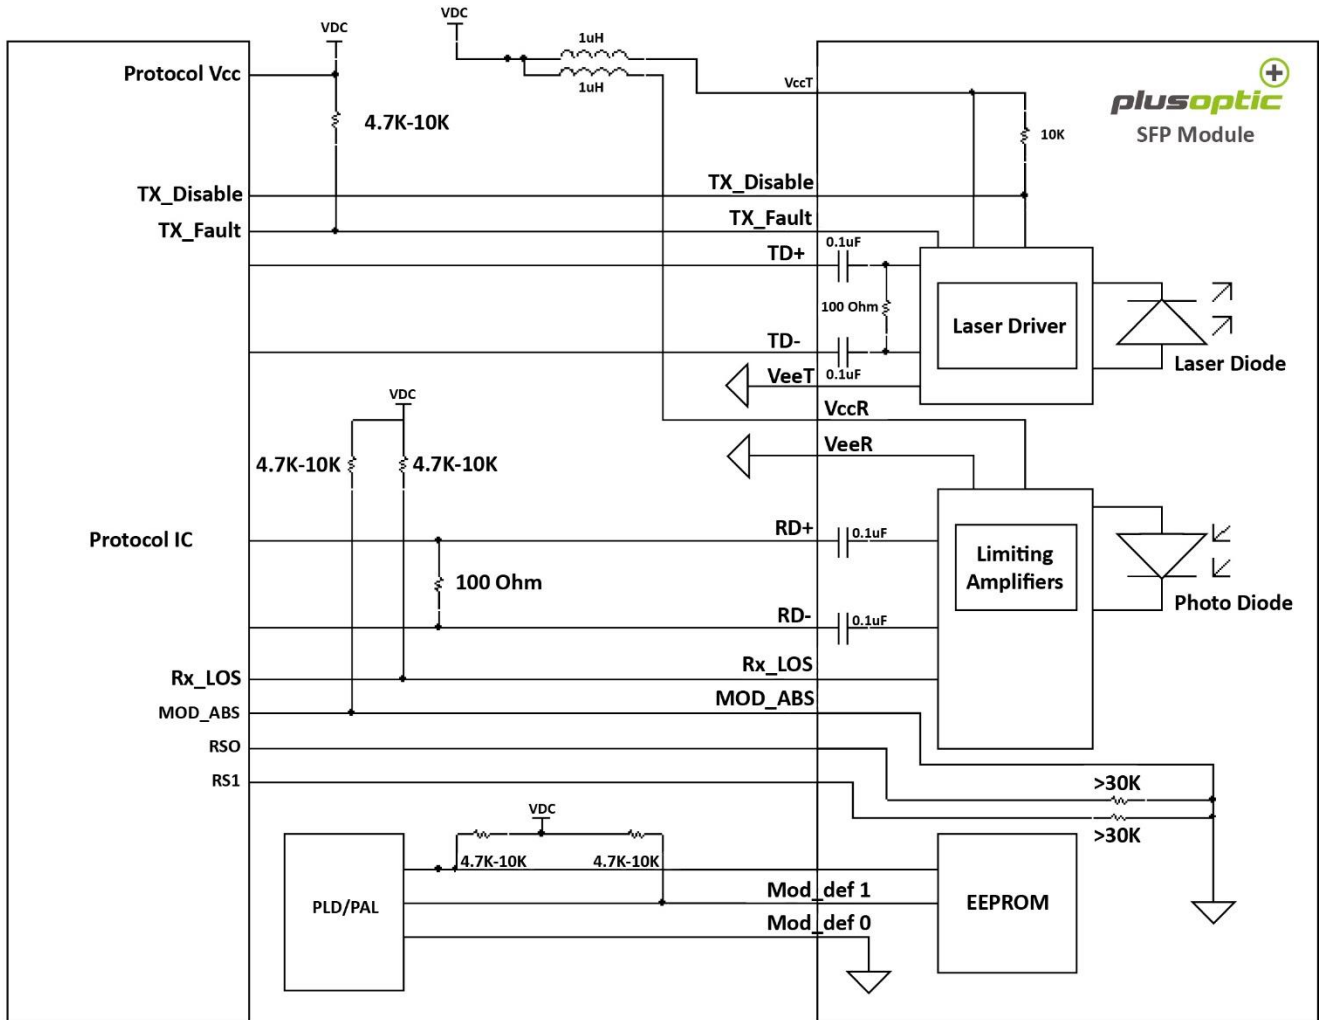 VDC
VDC
1uH
1uH
Protocol Vcc
VccT
plusoptic
SFP Module
4.7K-10K
10K
TX_Disable
TX_Disable
TX_Fault
TX_Fault
0.1uF
TD+
100 Ohm
Laser Driver
TD-
0.1uF
Laser Diode
VeeT
VccR
VDC
VeeR
4.7K-10K
4.7K-10K
Protocol IC
RD+
0.1uF
Limiting
Amplifiers
100 Ohm
Photo Diode
RD-
0.1uF
Rx_LOS
Rx_LOS
MOD_ABS
MOD_ABS
RSO
RS1
>30K
>30K
VDC
4.7K-10K
4.7K-10K
PLD/PAL
Mod_def 1
EEPROM
Mod_def 0